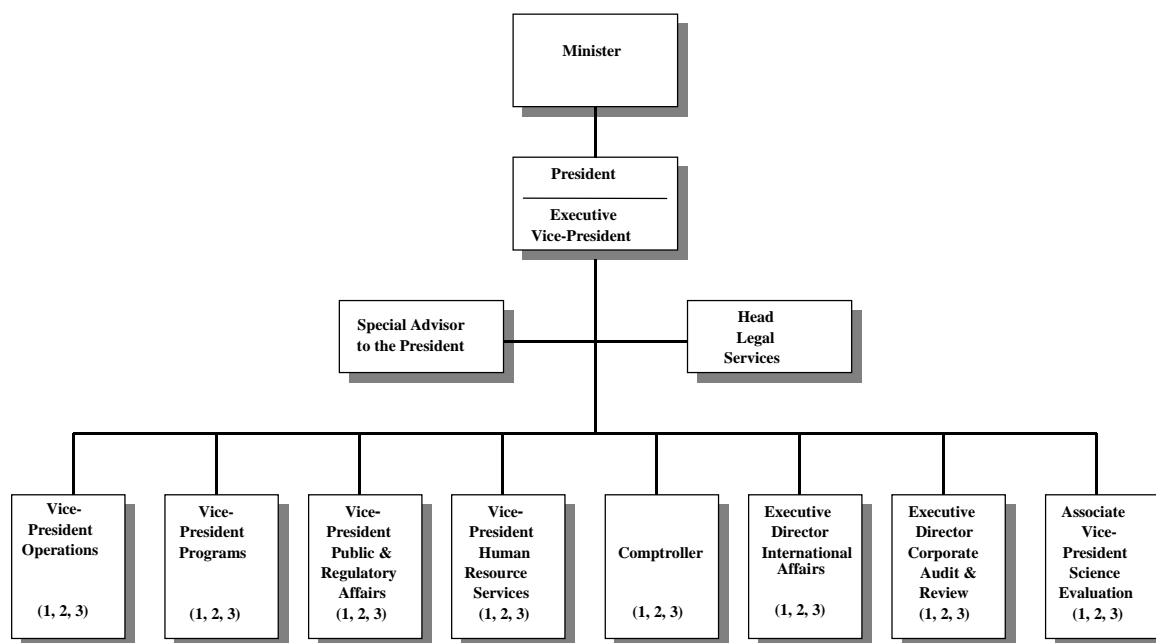 Minister
President
Executive
Vice-President
Special Advisor
to the President
Head
Legal
Services
Vice-
President
Operations
(1, 2, 3)
Vice-
President
Programs
(1, 2, 3)
Vice-
President
Public &
Regulatory
Affairs
(1, 2, 3)
Vice-
President
Human
Resource
Services
(1, 2, 3)
Comptroller
(1, 2, 3)
Executive
Director
International
Affairs
(1, 2, 3)
Executive
Director
Corporate
Audit &
Review
(1, 2, 3)
Associate
Vice-
President
Science
Evaluation
(1, 2, 3)